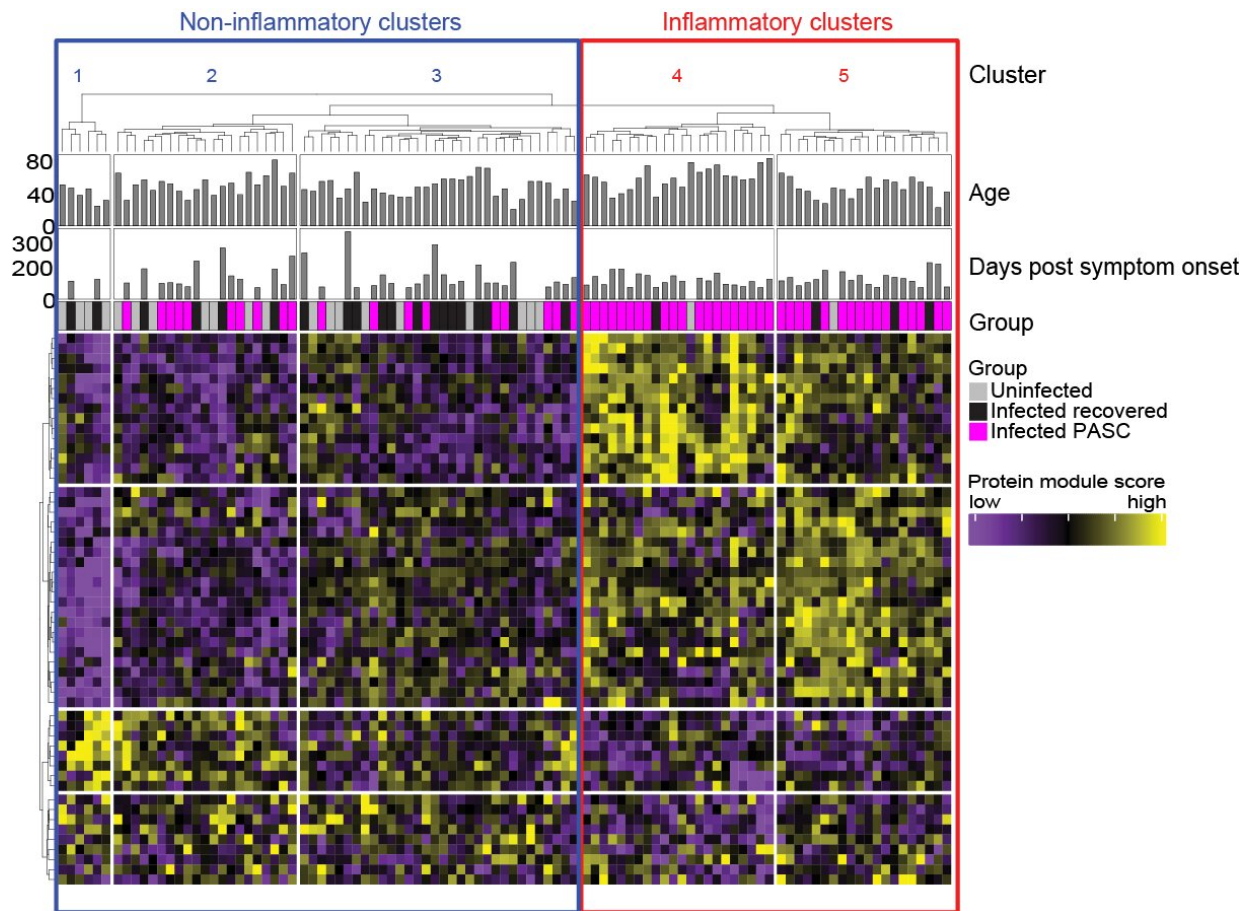 Non-inflammatory clusters Inflammatory clusters
1 2 3 4 5 Cluster
80
40
0
Age
300
200
0
Days post symptom onset
Group
Group
Uninfected
Infected recovered
Infected PASC
Protein module score
low high